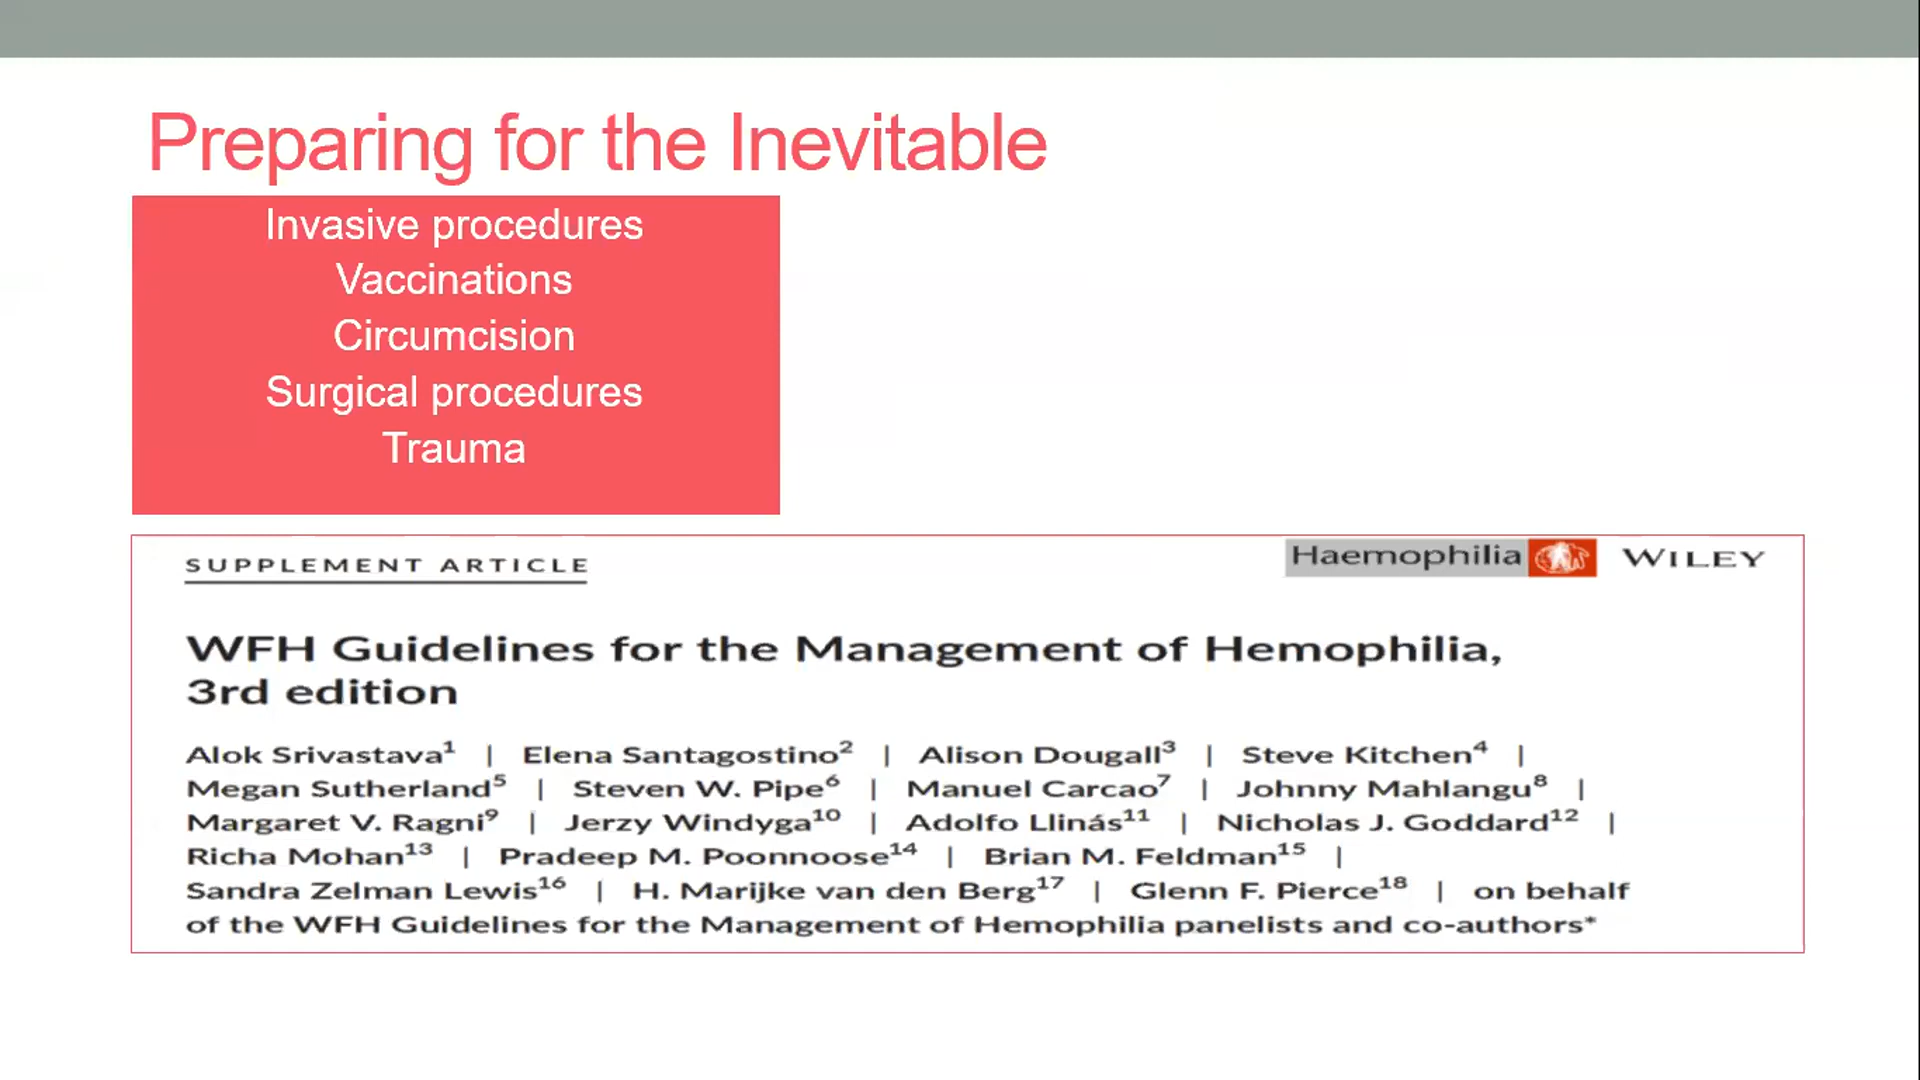 Preparing for the Inevitable
Invasive procedures
Vaccinations
Circumcision
Surgical procedures
Trauma
SUPPLEMENT ARTICLE
Haemophilia WILEY
WFH Guidelines for the Management of Hemophilia,
3rd edition
Alok Srivastava¹ | Elena Santagostino² | Alison Dougall³ | Steve Kitchen⁴ |
Megan Sutherland⁵ | Steven W. Pipe⁶ | Manuel Carcao⁷ | Johnny Mahlangu⁸ |
Margaret V. Ragni⁹ | Jerzy Windyga¹⁰ | Adolfo Llinás¹¹ | Nicholas J. Goddard¹² |
Richa Mohan¹³ | Pradeep M. Poonnoose¹⁴ | Brian M. Feldman¹⁵ |
Sandra Zelman Lewis¹⁶ | H. Marijke van den Berg¹⁷ | Glenn F. Pierce¹⁸ | on behalf
of the WFH Guidelines for the Management of Hemophilia panelists and co-authors*